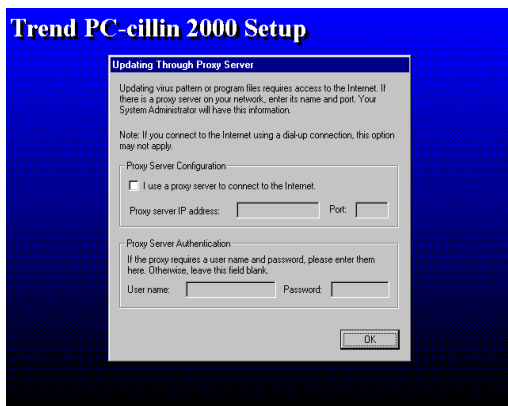 Trend PC-cillin 2000 Setup
Updating Through Proxy Server
Updating virus pattern or program files requires access to the Internet. If
there is a proxy server on your network, enter its name and port. Your
System Administrator will have this information.
Note: If you connect to the Internet using a dial-up connection, this option
may not apply.
Proxy Server Configuration
I use a proxy server to connect to the Internet.
Proxy server IP address: Port:
Proxy Server Authentication
If the proxy requires a user name and password, please enter them
here. Otherwise, leave this field blank.
User name: Password:
OK